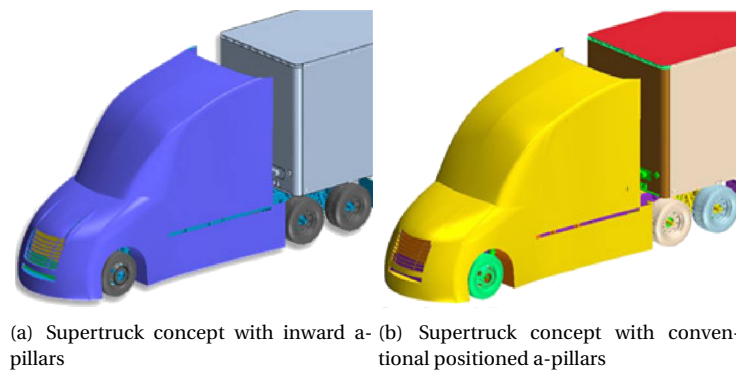 (a) Supertruck concept with inward a-
pillars
(b) Supertruck concept with conven-
tional positioned a-pillars